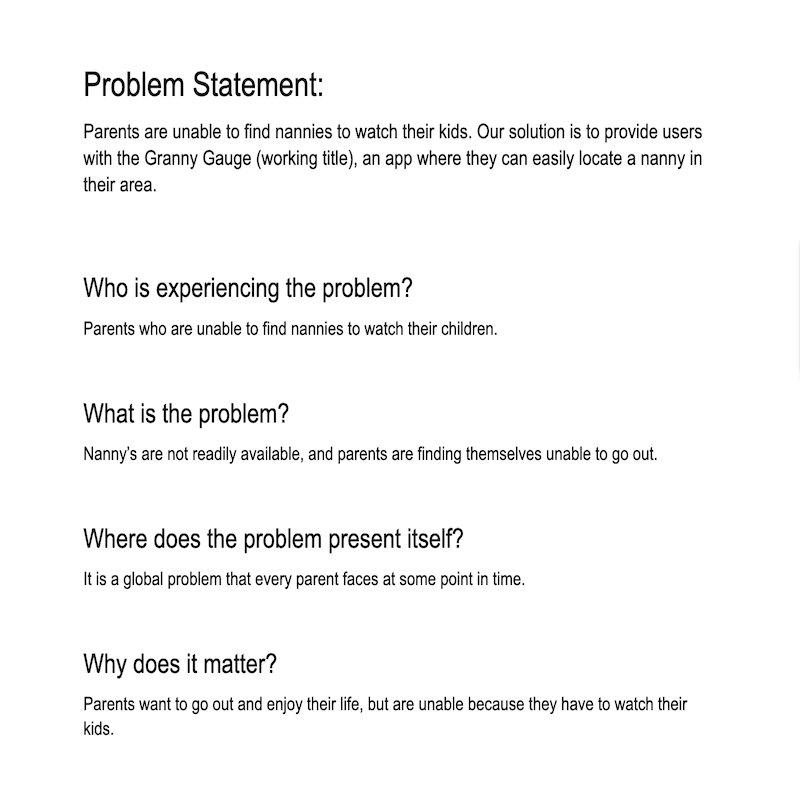 Problem Statement:
Parents are unable to find nannies to watch their kids. Our solution is to provide users
with the Granny Gauge (working title), an app where they can easily locate a nanny in
their area.
Who is experiencing the problem?
Parents who are unable to find nannies to watch their children.
What is the problem?
Nanny’s are not readily available, and parents are finding themselves unable to go out.
Where does the problem present itself?
It is a global problem that every parent faces at some point in time.
Why does it matter?
Parents want to go out and enjoy their life, but are unable because they have to watch their
kids.